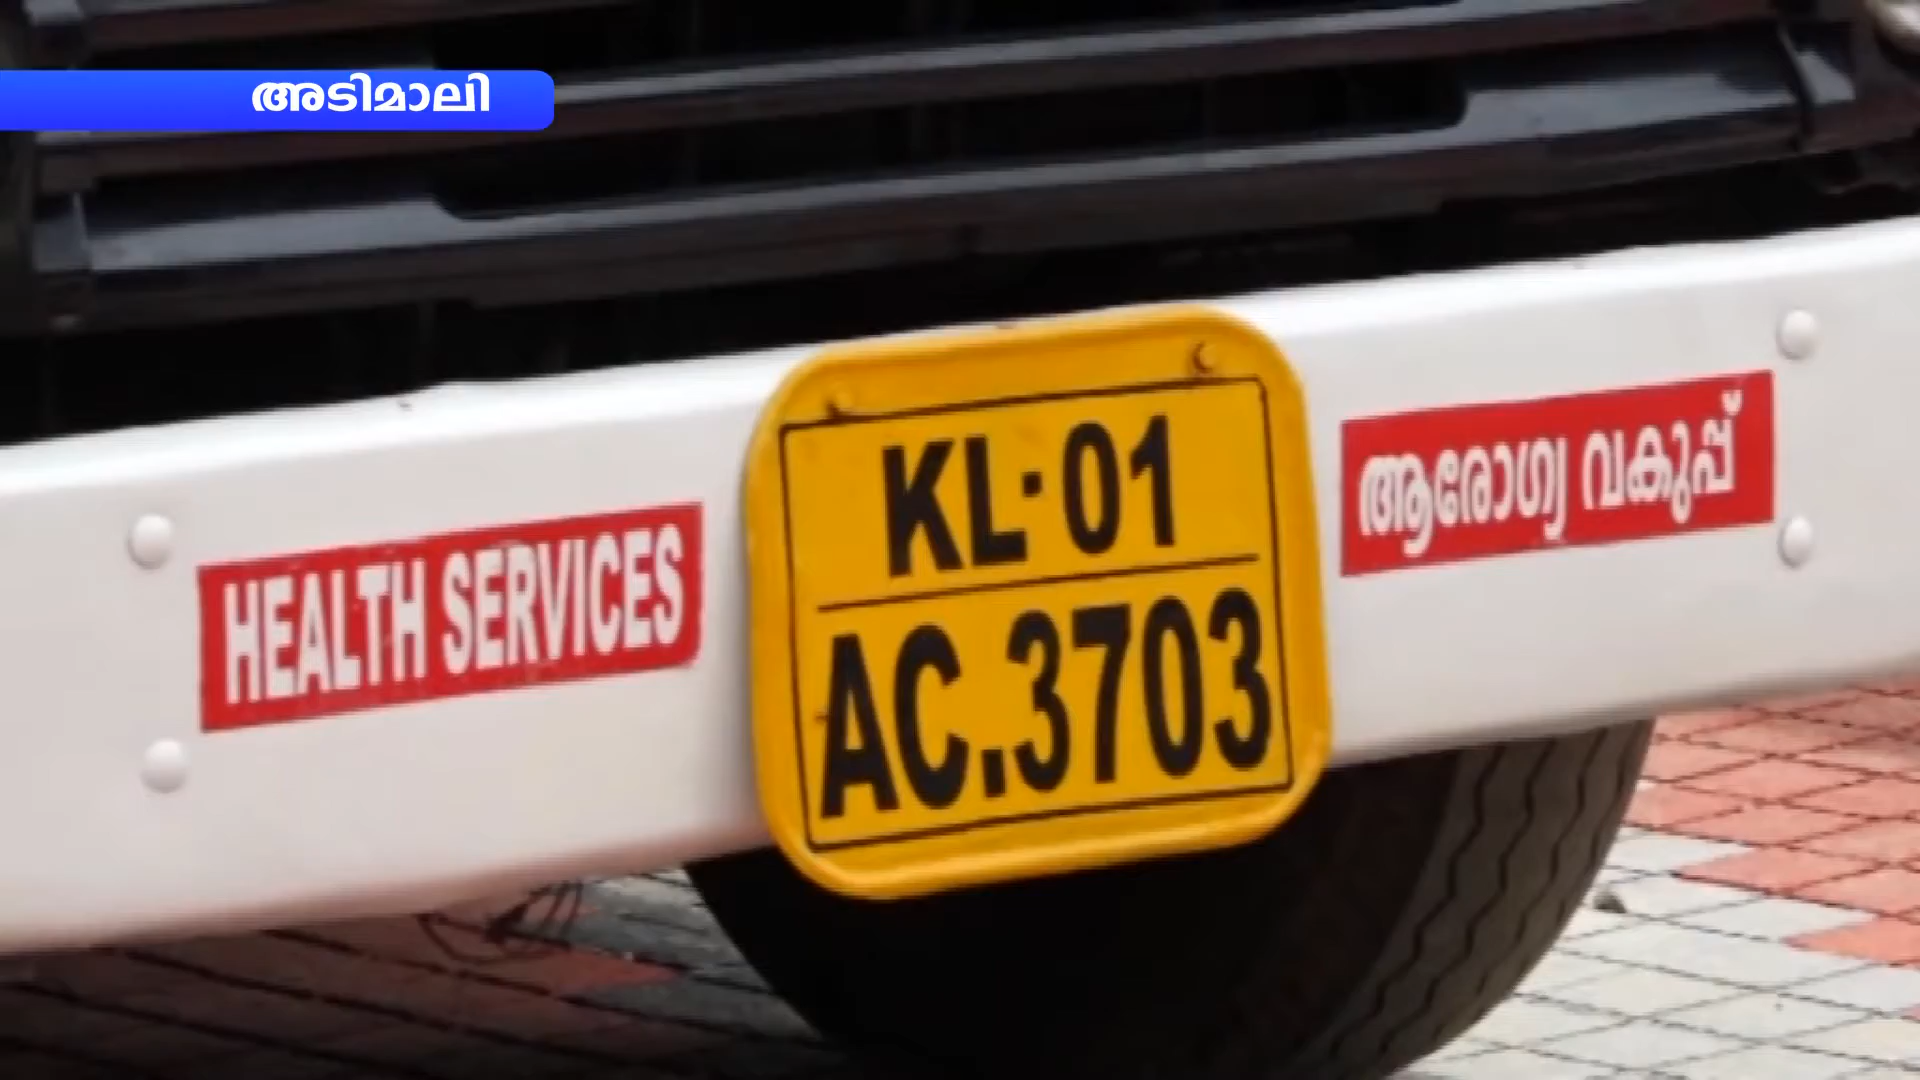 അടിമാലി
HEALTH SERVICES
KL·01
AC.3703
ആരോഗ്യ വകുപ്പ്